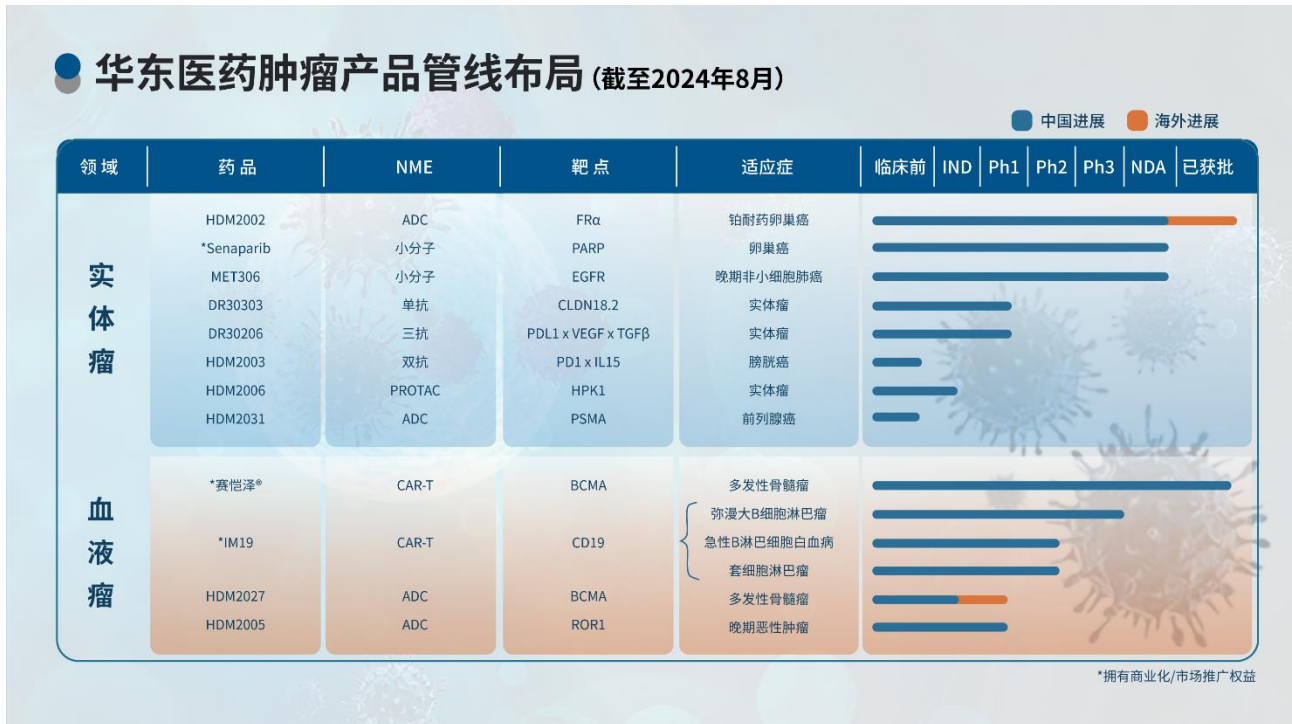 华东医药肿瘤产品管线布局(截至2024年8月)
中国进展 海外进展
领域 药品 NME 靶点 适应症 临床前 IND Ph1 Ph2 Ph3 NDA 已获批
实体瘤
HDM2002 ADC FRα 铂耐药卵巢癌
*Senaparib 小分子 PARP 卵巢癌
MET306 小分子 EGFR 晚期非小细胞肺癌
DR30303 单抗 CLDN18.2 实体瘤
DR30206 三抗 PDL1 x VEGF x TGFβ 实体瘤
HDM2003 双抗 PD1 x IL15 膀胱癌
HDM2006 PROTAC HPK1 实体瘤
HDM2031 ADC PSMA 前列腺癌
血液瘤
*赛恺泽® CAR-T BCMA 多发性骨髓瘤
弥漫大B细胞淋巴瘤
*IM19 CAR-T CD19 急性B淋巴细胞白血病
套细胞淋巴瘤
HDM2027 ADC BCMA 多发性骨髓瘤
HDM2005 ADC ROR1 晚期恶性肿瘤
*拥有商业化/市场推广权益